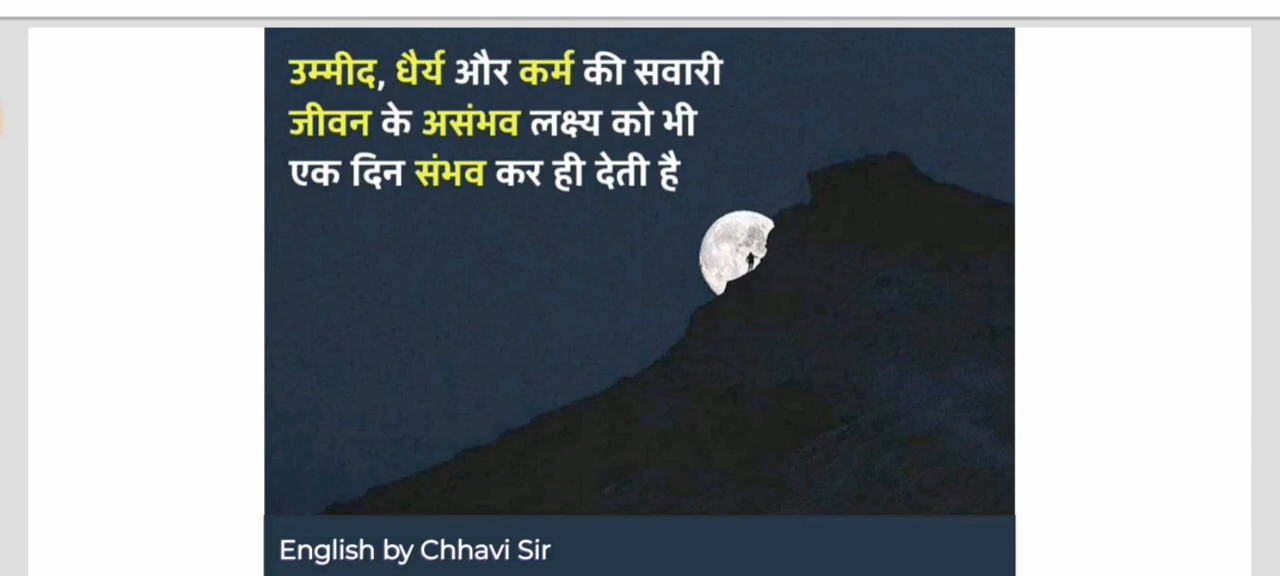 उम्मीद, धैर्य और कर्म की सवारी
जीवन के असंभव लक्ष्य को भी
एक दिन संभव कर ही देती है
English by Chhavi Sir